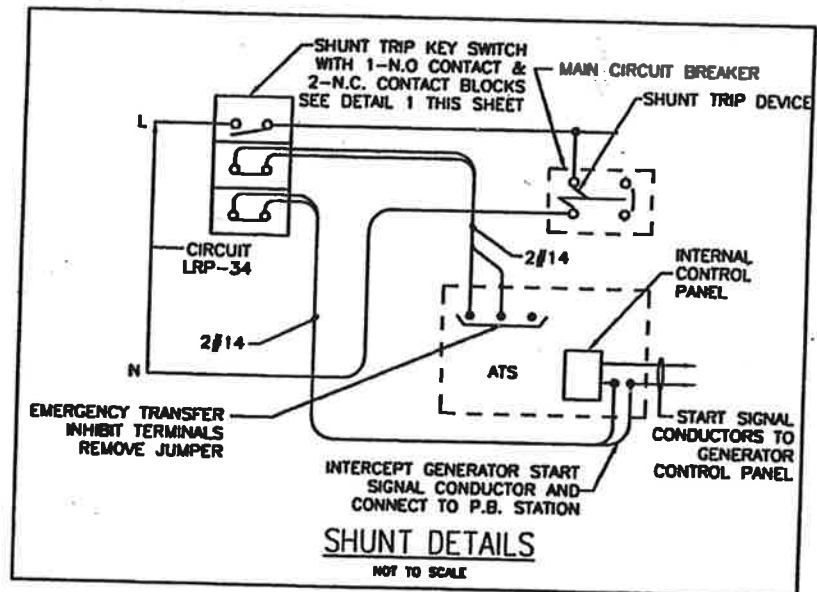 SHUNT TRIP KEY SWITCH
WITH 1-N.O CONTACT &
2-N.C. CONTACT BLOCKS
SEE DETAIL 1 THIS SHEET
MAIN CIRCUIT BREAKER
SHUNT TRIP DEVICE
L
CIRCUIT
LRP-34
2#14
INTERNAL
CONTROL
PANEL
2#14
N
ATS
EMERGENCY TRANSFER
INHIBIT TERMINALS
REMOVE JUMPER
START SIGNAL
CONDUCTORS TO
GENERATOR
CONTROL PANEL
INTERCEPT GENERATOR START
SIGNAL CONDUCTOR AND
CONNECT TO P.B. STATION
SHUNT DETAILS
NOT TO SCALE